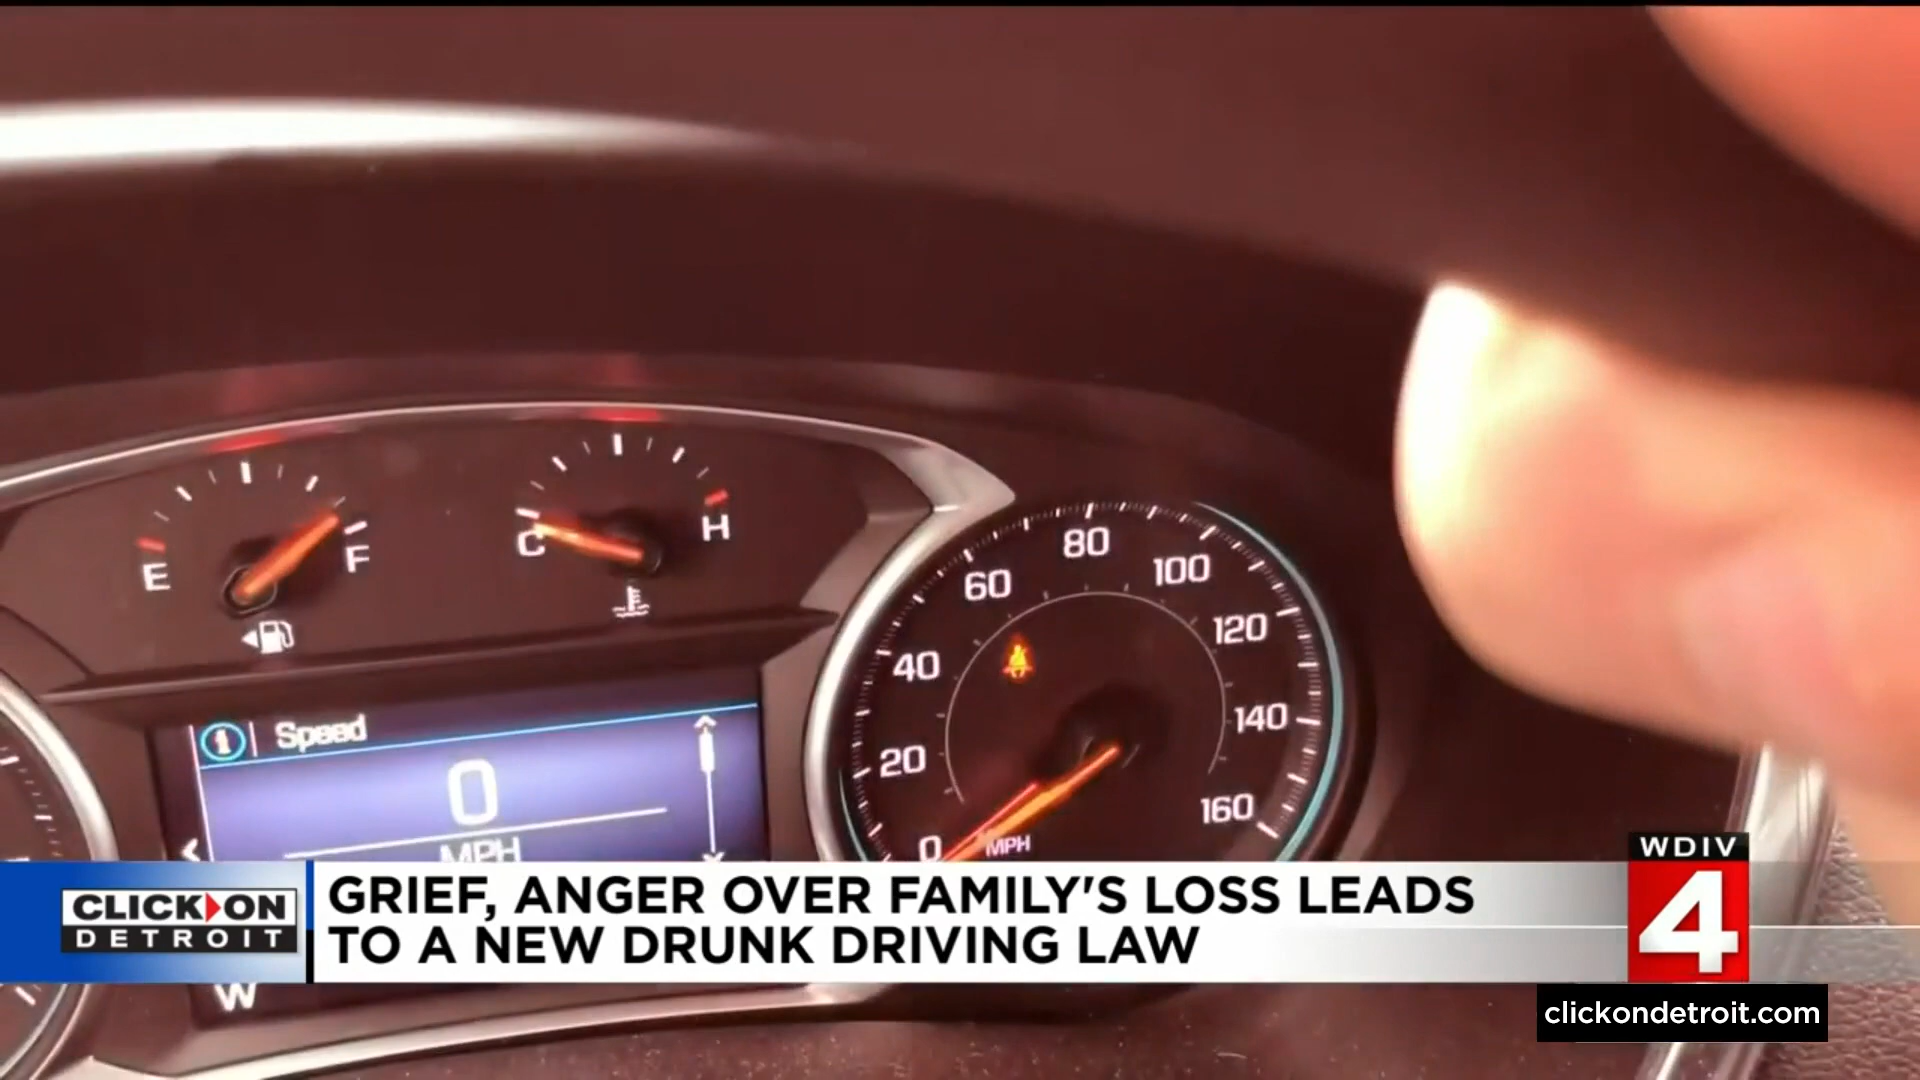 E
F
C
H
80
60
100
120
40
140
20
160
0
MPH
Speed
0
MPH
W
CLICK ON
DETROIT
GRIEF, ANGER OVER FAMILY'S LOSS LEADS
TO A NEW DRUNK DRIVING LAW
WDIV
4
clickondetroit.com